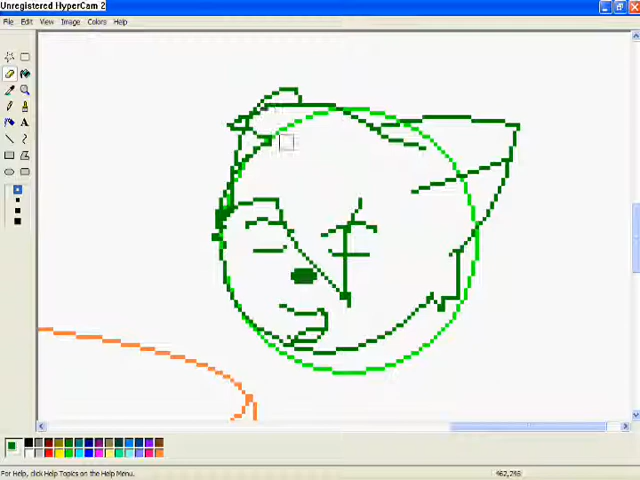 Unregistered HyperCam 2
File Edit View Image Colors Help
A
For Help, click Help Topics on the Help Menu.
462,246